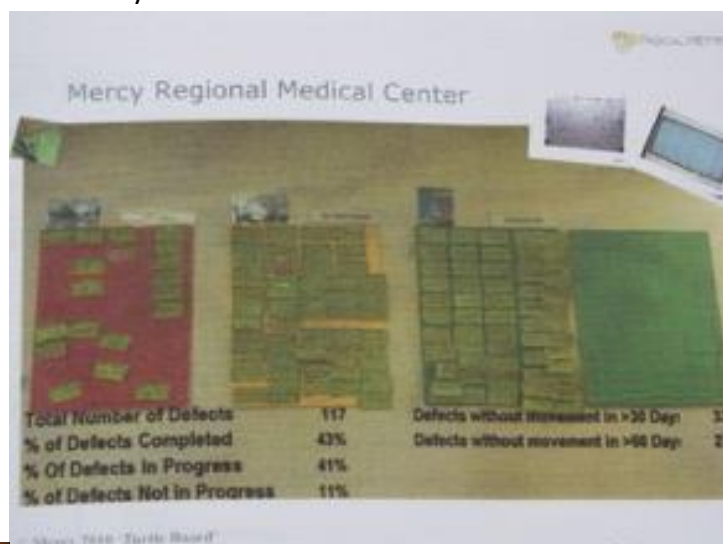 Mercy Regional Medical Center
Total Number of Defects 117
% of Defects Completed 43%
% Of Defects In Progress 41%
% of Defects Not in Progress 11%
Defects without movement in >30 Day
Defects without movement in >60 Day